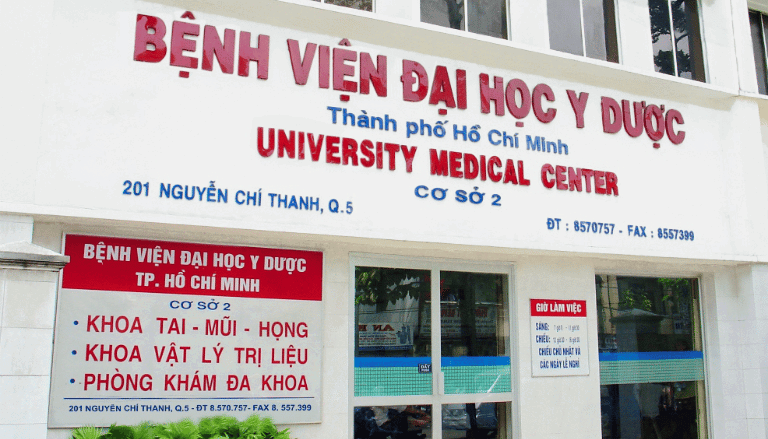 BỆNH VIỆN ĐẠI HỌC Y DƯỢC
Thành phố Hồ Chí Minh
UNIVERSITY MEDICAL CENTER
CƠ SỞ 2
201 NGUYỄN CHÍ THANH, Q.5
ĐT : 8570757 - FAX : 8557399
BỆNH VIỆN ĐẠI HỌC Y DƯỢC
TP. HỒ CHÍ MINH
CƠ SỞ 2
• KHOA TAI - MŨI - HỌNG
• KHOA VẬT LÝ TRỊ LIỆU
• PHÒNG KHÁM ĐA KHOA
201 NGUYỄN CHÍ THANH, Q.5 - ĐT 8.570.757- FAX 8. 557.399
GIỜ LÀM VIỆC
SÁNG:
CHIỀU:
CHIỀU CHỦ NHẬT VÀ
CÁC NGÀY LỄ NGHỈ